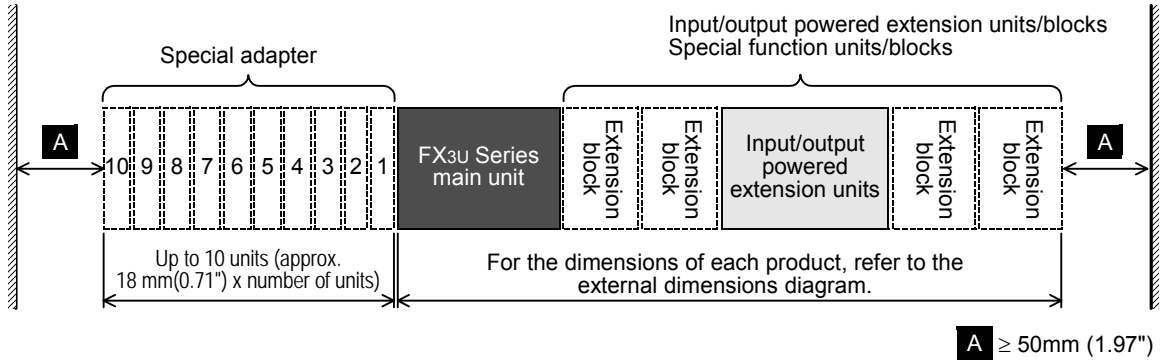 Input/output powered extension units/blocks
Special function units/blocks
Special adapter
A
10 9 8 7 6 5 4 3 2 1
FX3U Series
main unit
Extension
block
Extension
block
Input/output
powered
extension units
Extension
block
Extension
block
A
Up to 10 units (approx.
18 mm(0.71") x number of units)
For the dimensions of each product, refer to the
external dimensions diagram.
A ≥ 50mm (1.97")